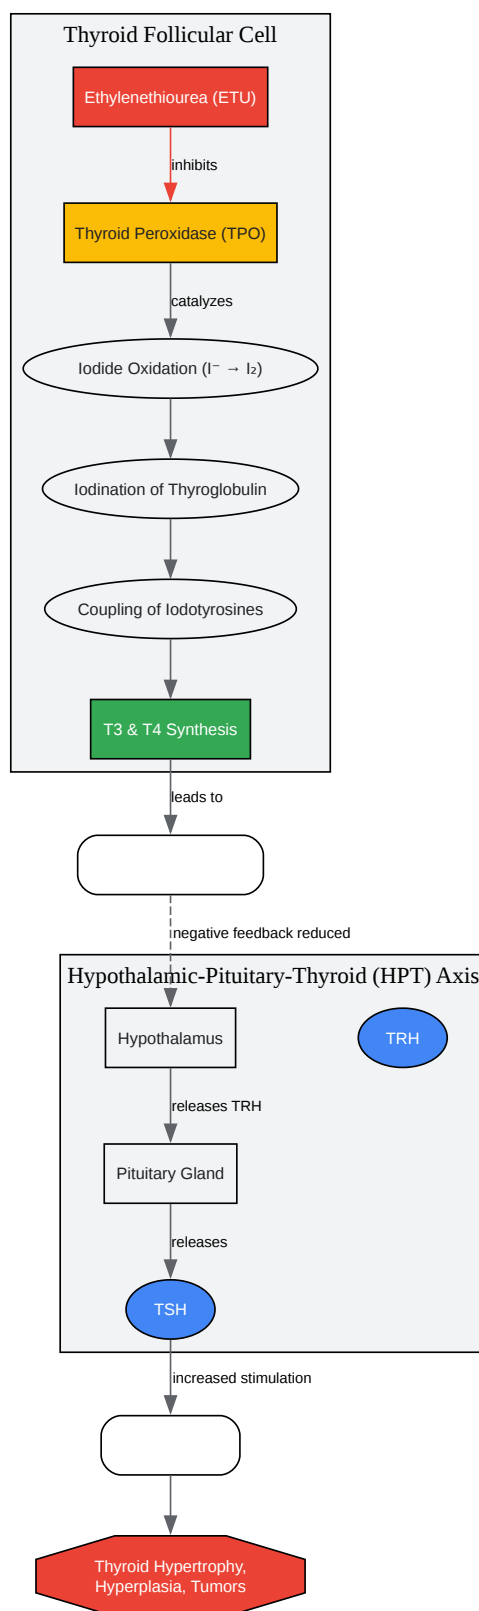 Thyroid Follicular Cell
Ethylenethiourea (ETU)
inhibits
Thyroid Peroxidase (TPO)
catalyzes
Iodide Oxidation (I⁻ → I₂)
Iodination of Thyroglobulin
Coupling of Iodotyrosines
T3 & T4 Synthesis
leads to
negative feedback reduced
Hypothalamic-Pituitary-Thyroid (HPT) Axis
Hypothalamus
TRH
releases TRH
Pituitary Gland
releases
TSH
increased stimulation
Thyroid Hypertrophy,
Hyperplasia, Tumors